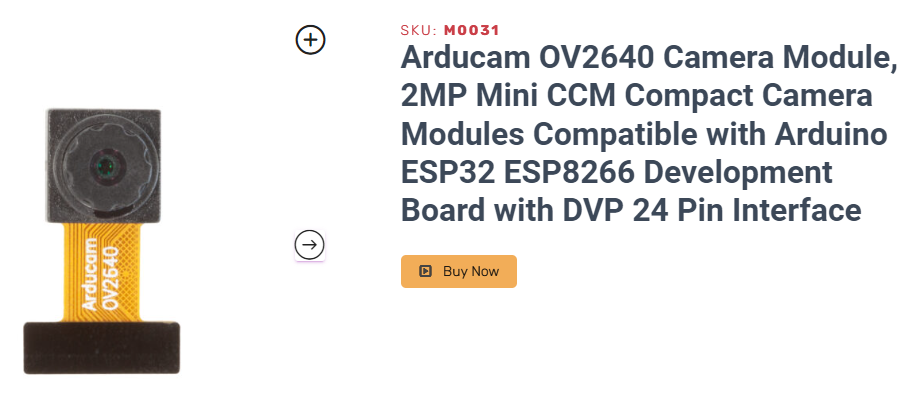 SKU: M0031
Arducam OV2640 Camera Module,
2MP Mini CCM Compact Camera
Modules Compatible with Arduino
ESP32 ESP8266 Development
Board with DVP 24 Pin Interface
Buy Now
Arducam
OV2640